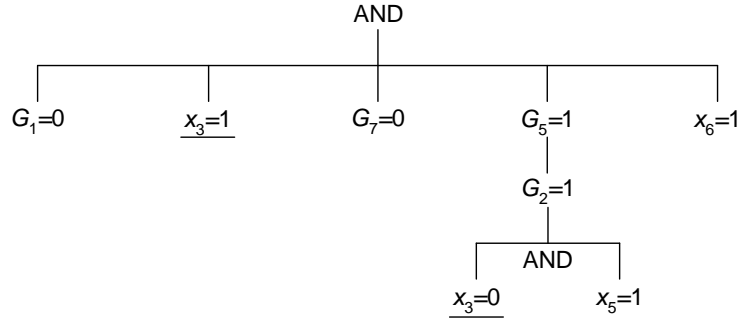 AND
G₁=0 x₃=1 G₇=0 G₅=1 x₆=1
G₂=1
AND
x₃=0 x₅=1